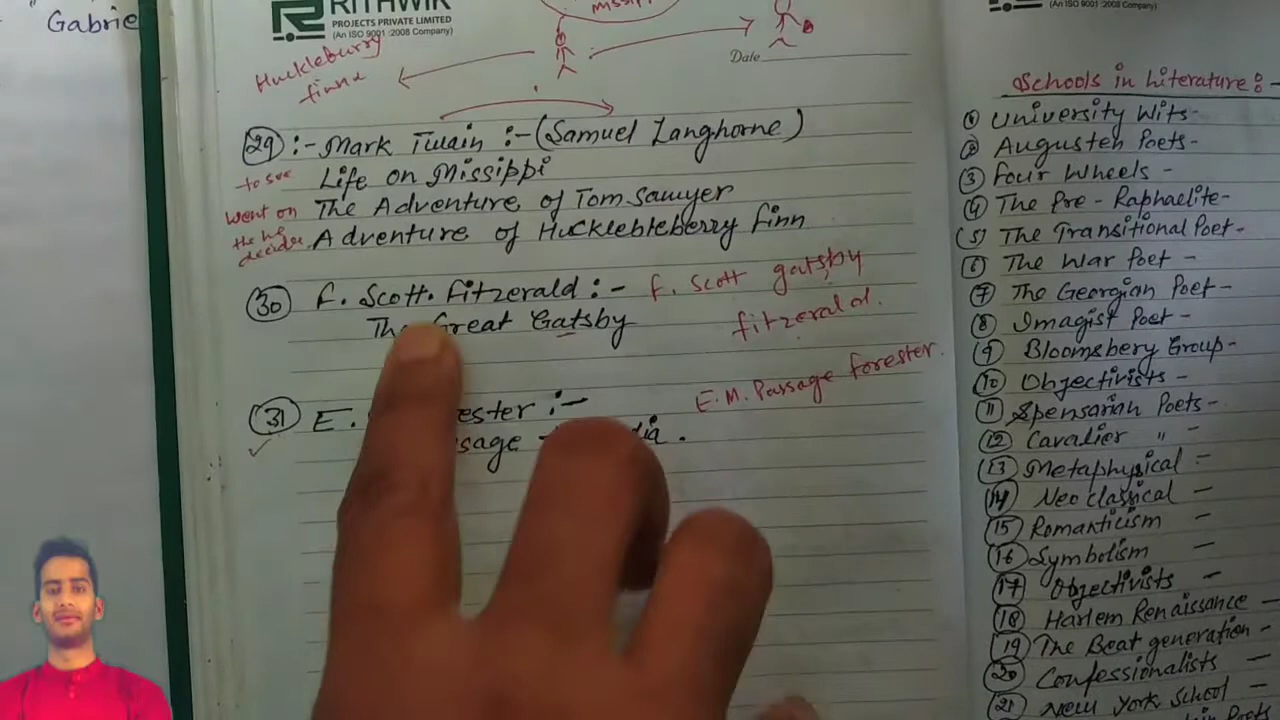 Gabrie
RITHWIK
PROJECTS PRIVATE LIMITED
(An ISO 9001 :2008 Company)
Date
Huckleburry
finna
29 :- Mark Twain :- (Samuel Langhorne)
to see
Life on Missippi
went on
The Adventure of Tom Sawyer
decide
Adventure of Hucklebleberry Finn
30 F. Scott. Fitzerald :- F. Scott gatsby
fitzerald.
The Great Gatsby
E.M. Passage forester.
31 E. ester :-
sage dia.
(An ISO 9001 :2008 Company)
Schools in Literature :-
1 University Wits-
2 Augusten Poets-
3 Four Wheels -
4 The Pre-Raphaelite-
5 The Transitional Poet-
6 The War Poet -
7 The Georgian Poet-
8 Imagist Poet-
9 Bloomsbery Group-
10 Objectivists -
11 Spensarian Poets-
12 Cavalier " -
13 Metaphysical -
14 Neo classical -
15 Romanticism -
16 Symbolism -
17 Objectivists -
18 Harlem Renaissance -
19 The Beat generation-
20 Confessionalists -
21 New York School -